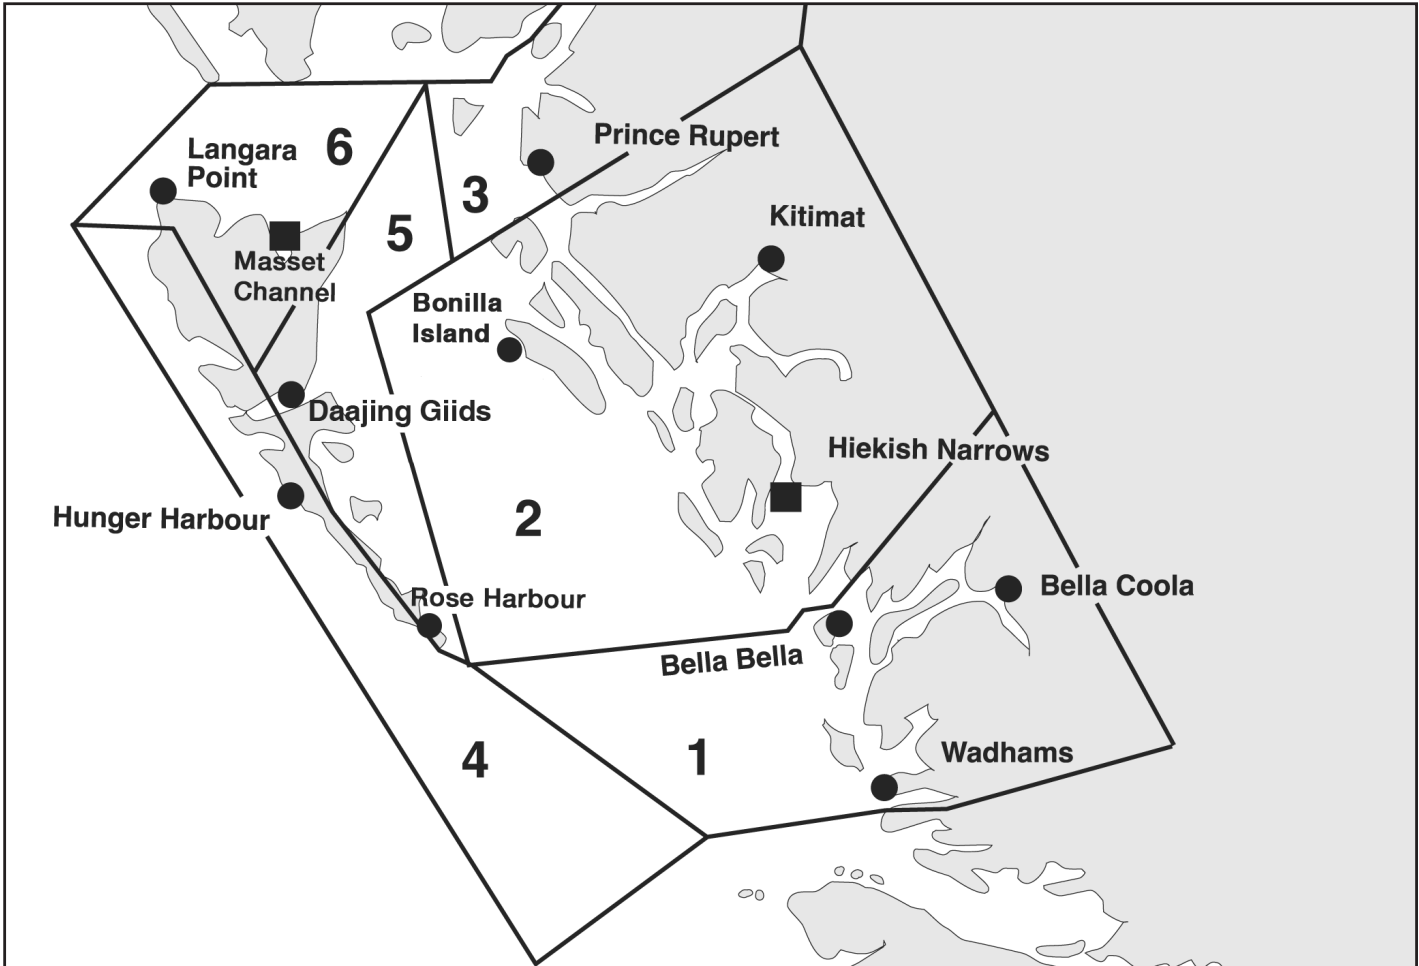 Prince Rupert
6
Langara
Point
3
Kitimat
5
Masset
Channel
Bonilla
Island
Daajing Giids
Hiekish Narrows
Hunger Harbour
2
Rose Harbour
Bella Coola
Bella Bella
4
1
Wadhams